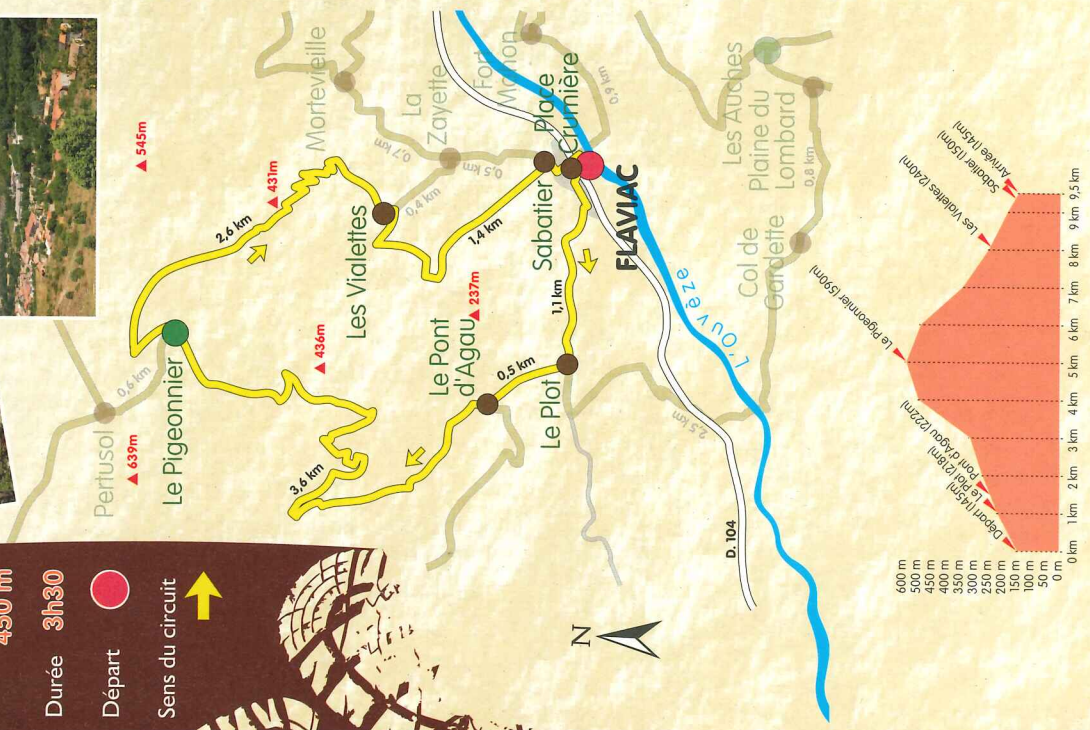 450 m
Durée 3h30
Départ
Sens du circuit
Pertusol
639m
0,6 km
Le Pigeonnier
545m
2,6 km
431m
436m
3,6 km
Mortevieille
0,7 km
La
Zayette
0,5 km
0,4 km
Les Vialettes
1,4 km
Le Pont
d'Agau
237m
0,5 km
Le Plot
1,1 km
Sabatier
Place
Crumière
Fort
Mahon
0,9 km
FLAVIAC
L'Ouvèze
Les Auches
Plaine du
Lombard
0,8 km
Col de
Gardette
2,5 km
D. 104
N
600 m
500 m
450 m
400 m
350 m
300 m
250 m
200 m
150 m
100 m
50 m
0 m
Départ (145m)
Le Plot (218m)
Pont d'Agau (222m)
Le Pigeonnier (590m)
Les Vialettes (240m)
Sabatier (150m)
Arrivée (145m)
0 km 1 km 2 km 3 km 4 km 5 km 6 km 7 km 8 km 9 km 9,5 km